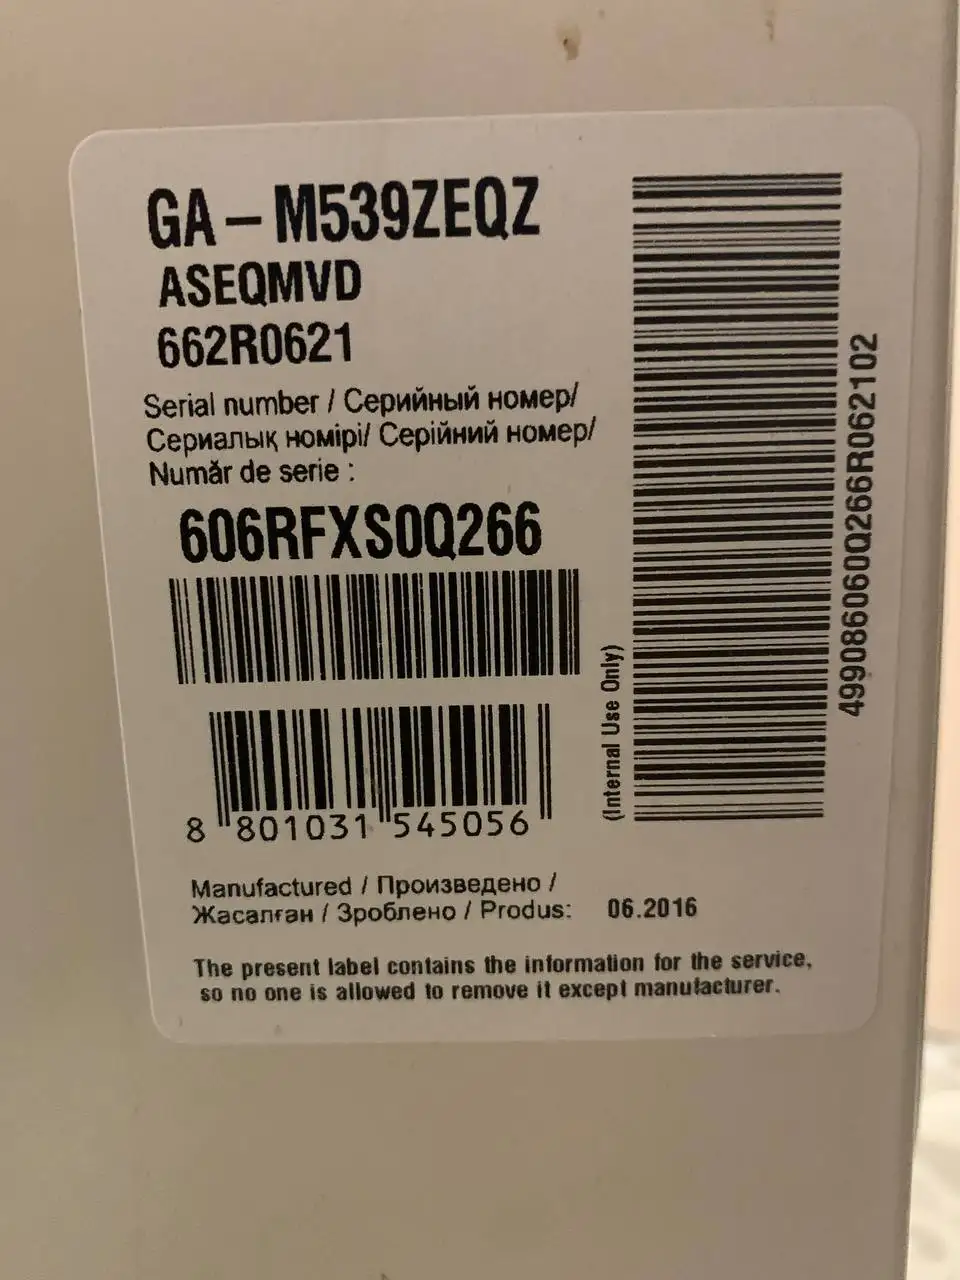 GA-M539ZEQZ
ASEQMVD
662R0621
Serial number / Серийный номер/
Сериалық номірі/ Серійний номер/
Număr de serie :
606RFXS0Q266
8 801031 545056
(Internal Use Only)
499086060Q266R062102
Manufactured / Произведено /
Жасалған / Зроблено / Produs: 06.2016
The present label contains the information for the service,
so no one is allowed to remove it except manufacturer.